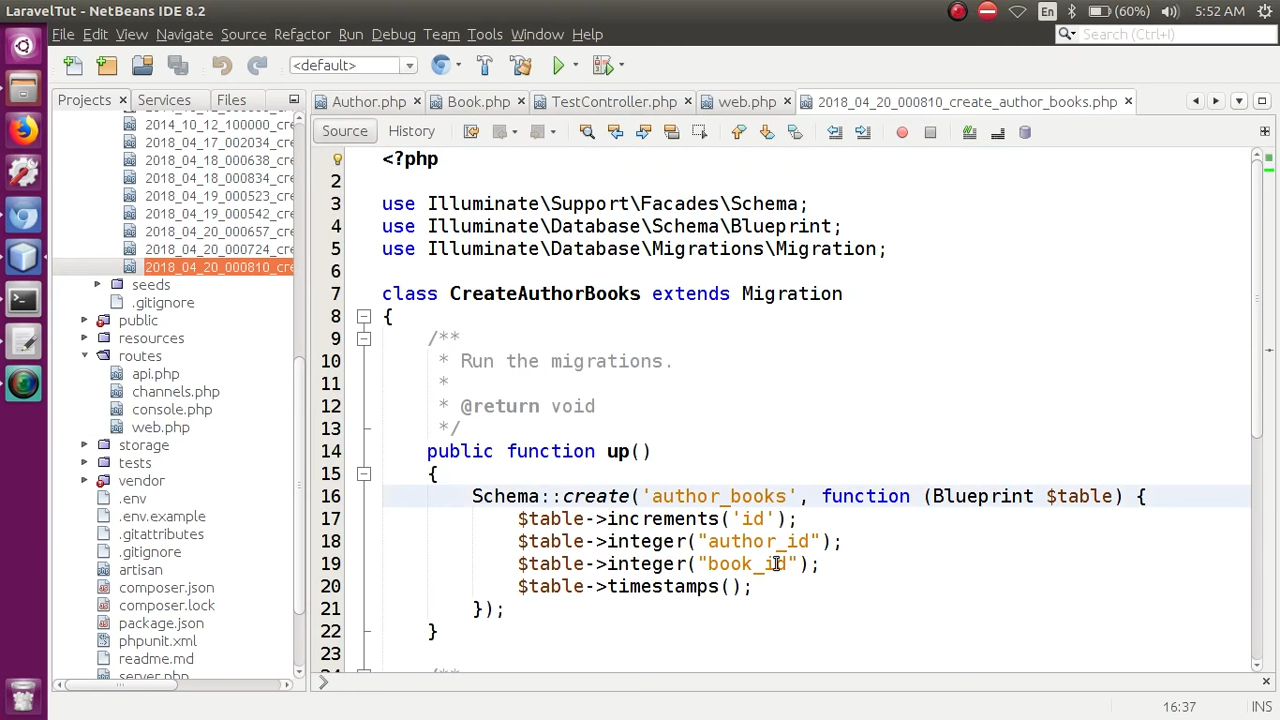 LaravelTut - NetBeans IDE 8.2
En
(60%)
5:52 AM
File Edit View Navigate Source Refactor Run Debug Team Tools Window Help
Search (Ctrl+I)
<default>
Projects
Services
Files
Author.php
Book.php
TestController.php
web.php
2018_04_20_000810_create_author_books.php
2014_10_12_100000_cre
2018_04_17_002034_cre
2018_04_18_000638_cre
2018_04_18_000834_cre
2018_04_19_000523_cre
2018_04_19_000542_cre
2018_04_20_000657_cre
2018_04_20_000724_cre
2018_04_20_000810_cre
seeds
.gitignore
public
resources
routes
api.php
channels.php
console.php
web.php
storage
tests
vendor
.env
.env.example
.gitattributes
.gitignore
artisan
composer.json
composer.lock
package.json
phpunit.xml
readme.md
server.php
Source
History
<?php
2
3 use Illuminate\Support\Facades\Schema;
4 use Illuminate\Database\Schema\Blueprint;
5 use Illuminate\Database\Migrations\Migration;
6
7 class CreateAuthorBooks extends Migration
8 {
9 /**
10 * Run the migrations.
11 *
12 * @return void
13 */
14 public function up()
15 {
16 Schema::create('author_books', function (Blueprint $table) {
17 $table->increments('id');
18 $table->integer("author_id");
19 $table->integer("book_id");
20 $table->timestamps();
21 });
22 }
23
16:37
INS